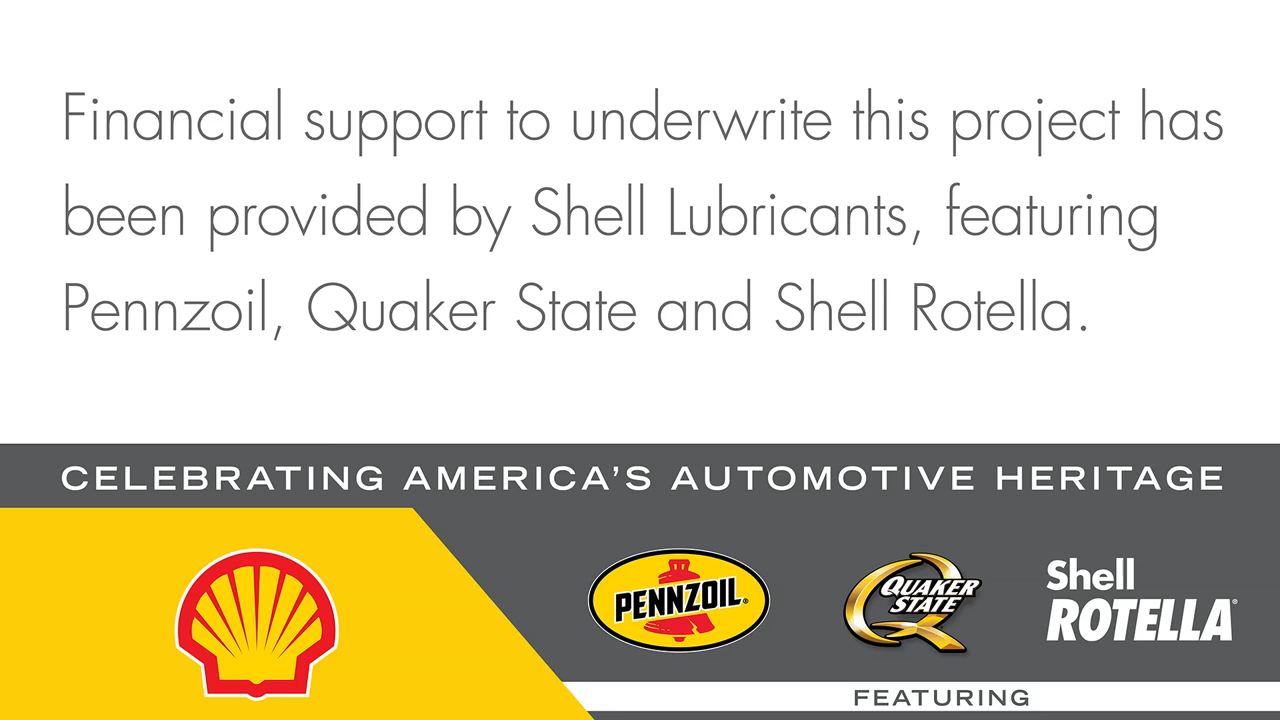 Financial support to underwrite this project has
been provided by Shell Lubricants, featuring
Pennzoil, Quaker State and Shell Rotella.
CELEBRATING AMERICA'S AUTOMOTIVE HERITAGE
PENNZOIL®
QUAKER
STATE
Shell
ROTELLA®
FEATURING